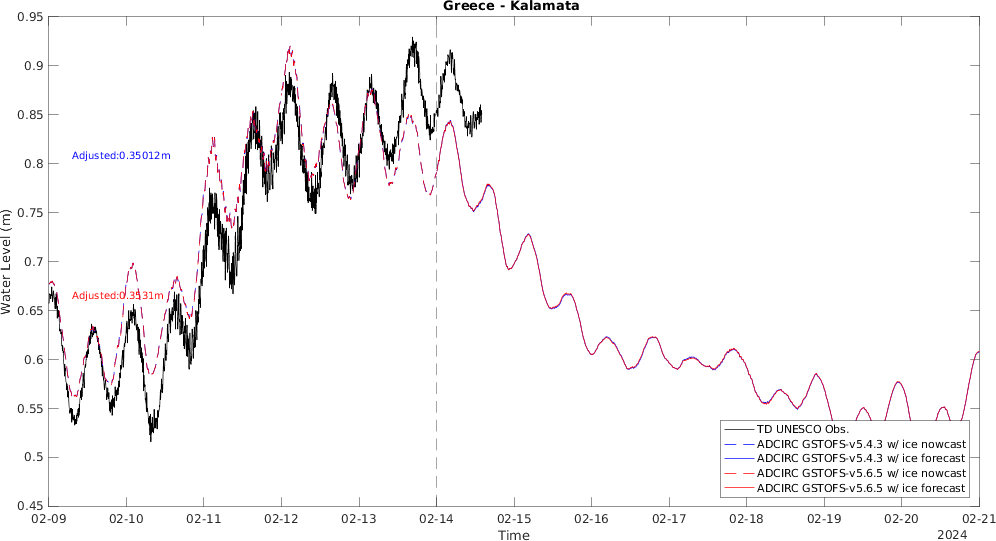 Greece - Kalamata
0.95
0.9
0.85
0.8
0.75
0.7
0.65
0.6
0.55
0.5
0.45
Water Level (m)
Adjusted:0.35012m
Adjusted:0.3531m
TD UNESCO Obs.
ADCIRC GSTOFS-v5.4.3 w/ ice nowcast
ADCIRC GSTOFS-v5.4.3 w/ ice forecast
ADCIRC GSTOFS-v5.6.5 w/ ice nowcast
ADCIRC GSTOFS-v5.6.5 w/ ice forecast
02-09 02-10 02-11 02-12 02-13 02-14 02-15 02-16 02-17 02-18 02-19 02-20 02-21
Time
2024